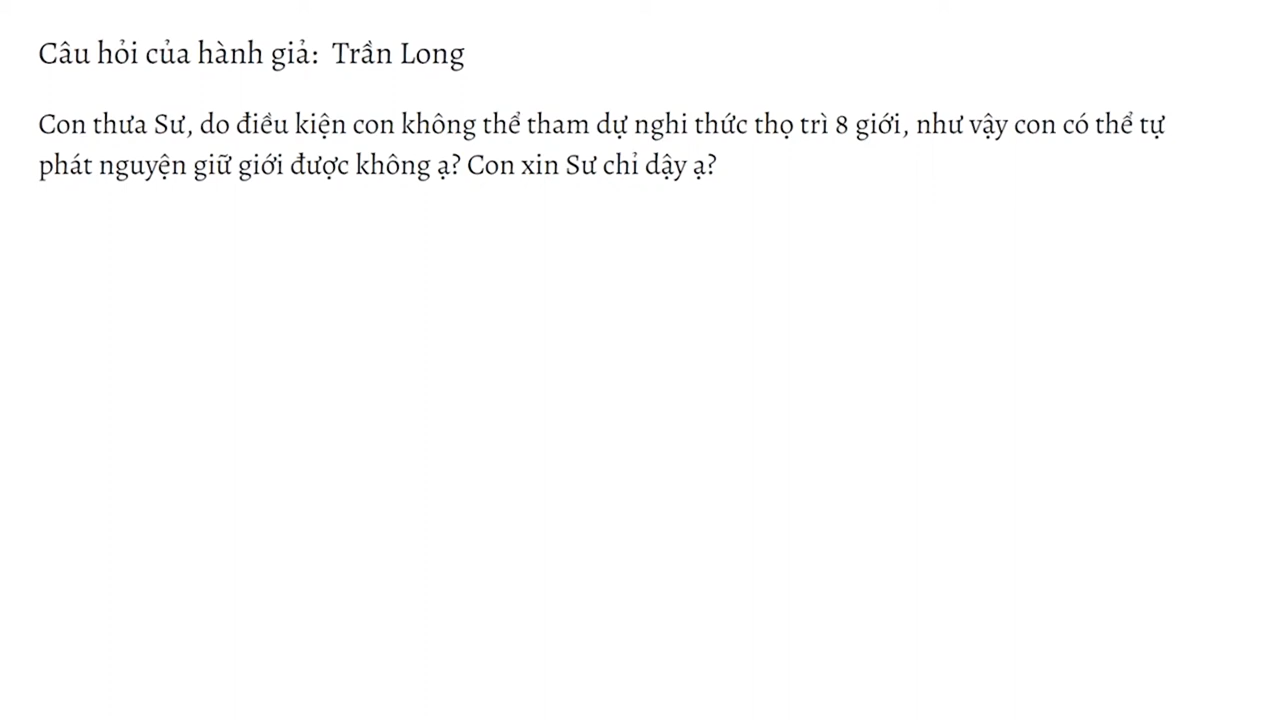 Câu hỏi của hành giả: Trần Long
Con thưa Sư, do điều kiện con không thể tham dự nghi thức thọ trì 8 giới, như vậy con có thể tự
phát nguyện giữ giới được không ạ? Con xin Sư chỉ dậy ạ?